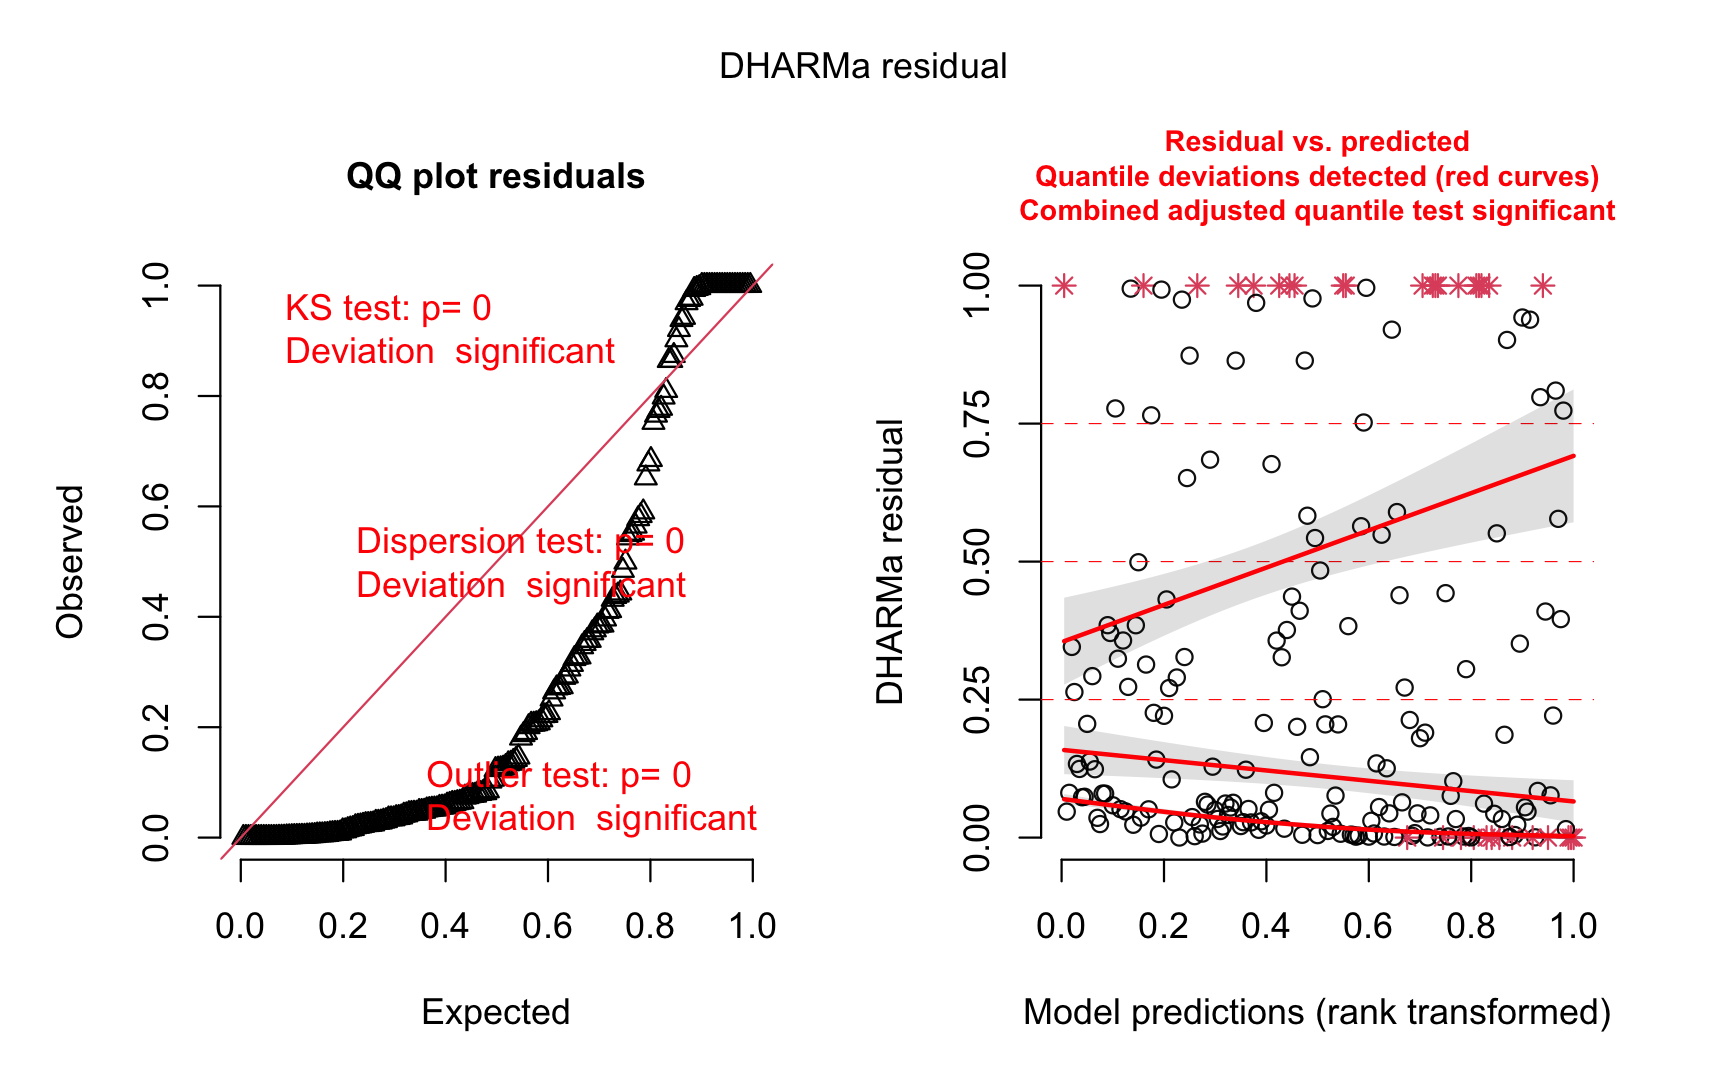 DHARMa residual
QQ plot residuals
KS test: p= 0
Deviation  significant
Dispersion test: p= 0
Deviation  significant
Outlier test: p= 0
Deviation  significant
Observed
0.0
0.2
0.4
0.6
0.8
1.0
0.0 0.2 0.4 0.6 0.8 1.0
Expected
Residual vs. predicted
Quantile deviations detected (red curves)
Combined adjusted quantile test significant
DHARMa residual
0.00
0.25
0.50
0.75
1.00
0.0 0.2 0.4 0.6 0.8 1.0
Model predictions (rank transformed)